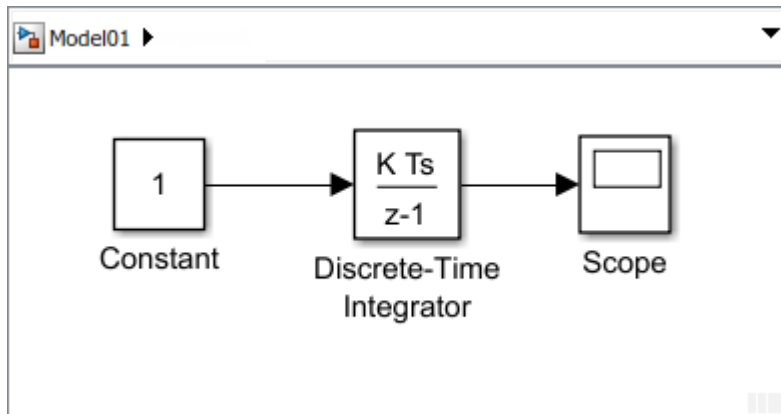 Model01
1
K Ts
z-1
Constant
Discrete-Time
Integrator
Scope